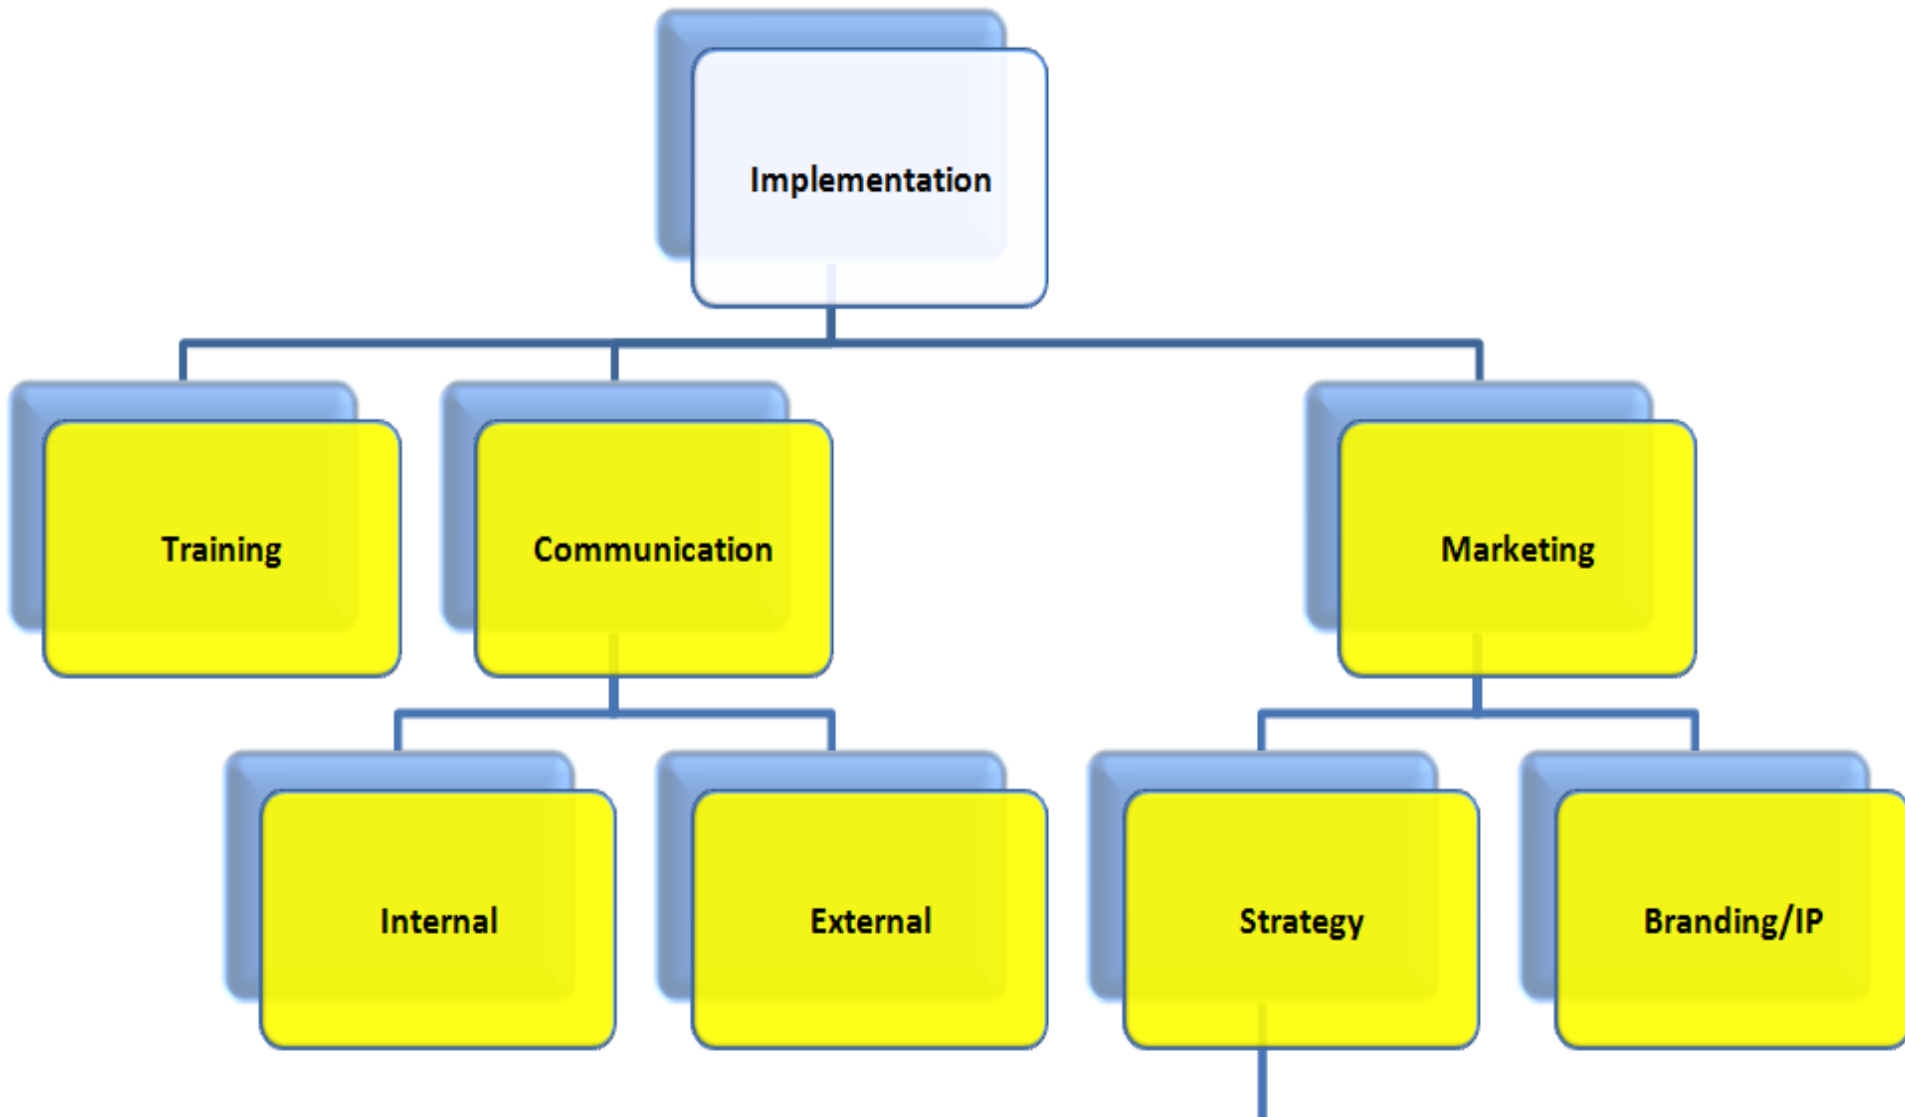 Implementation
Training
Communication
Marketing
Internal
External
Strategy
Branding/IP